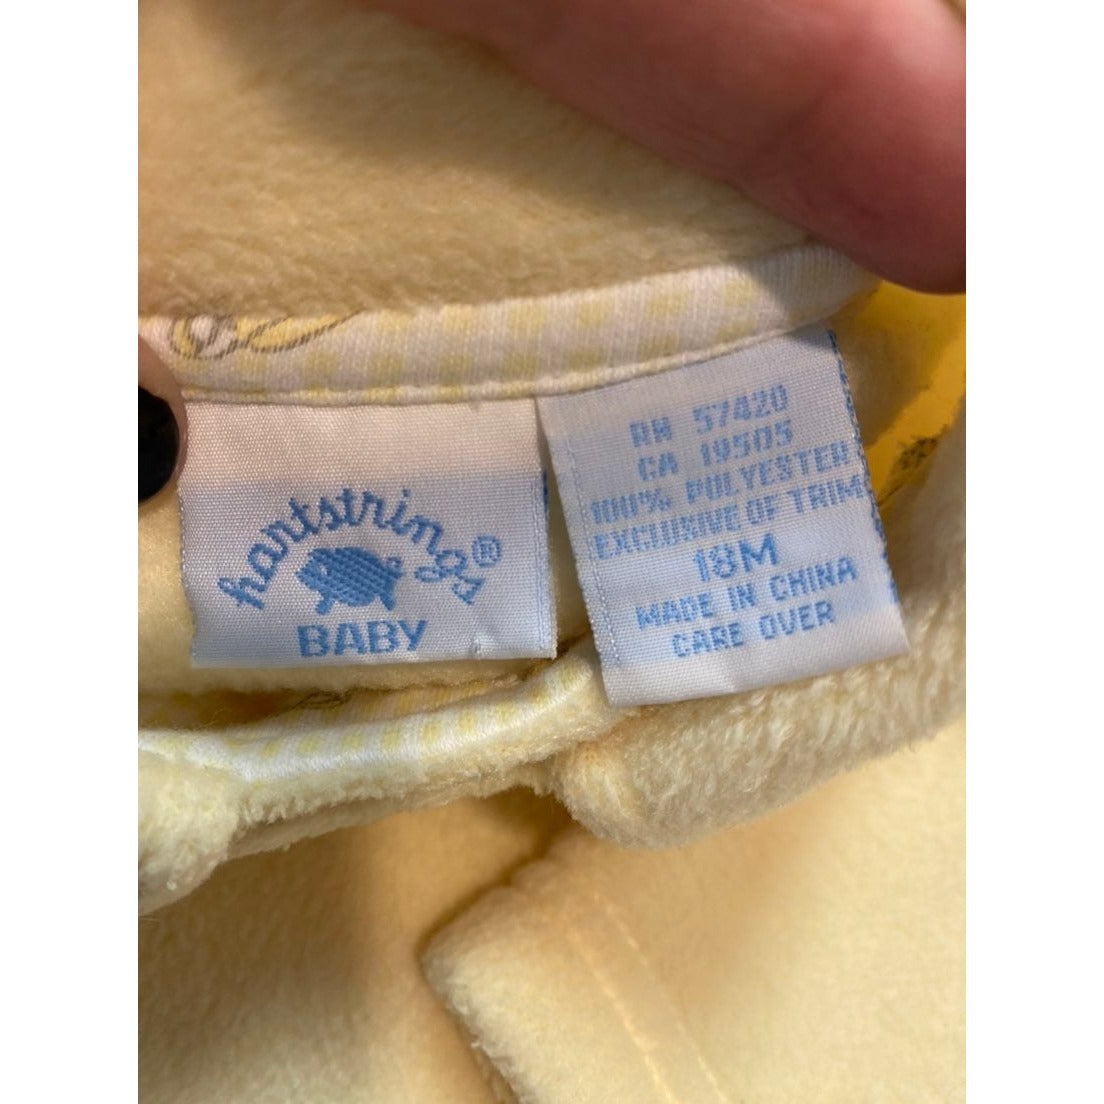 hartstrings®
BABY
RN 57420
CA 19505
100% POLYESTER
EXCLUSIVE OF TRIM
18M
MADE IN CHINA
CARE OVER